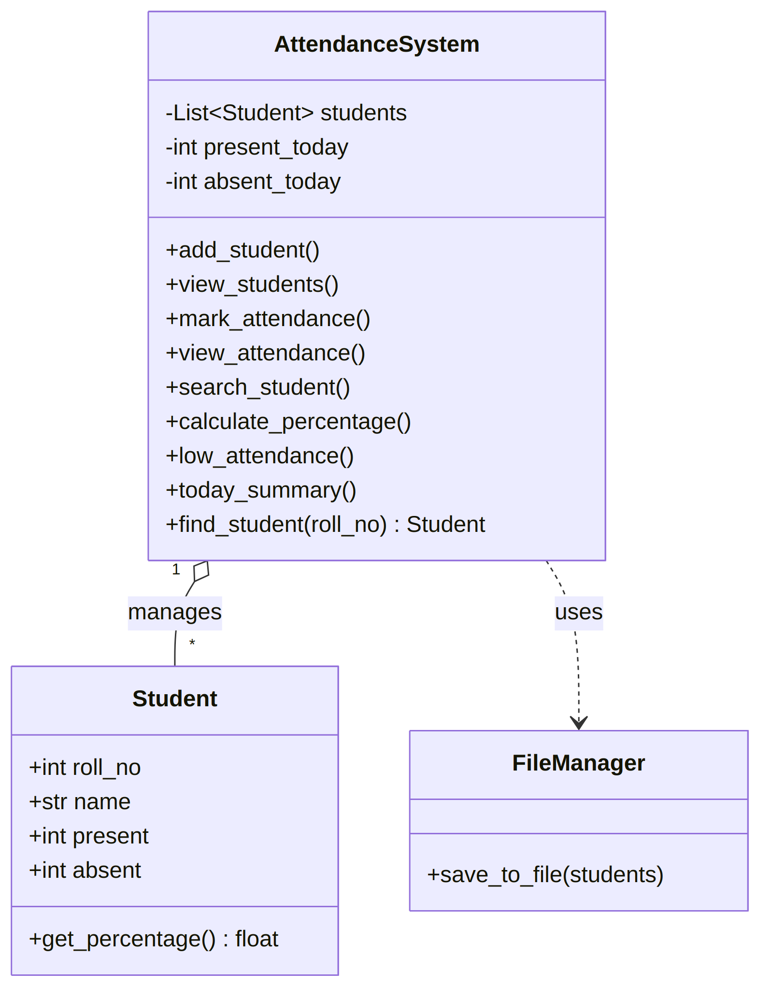 AttendanceSystem
-List<Student> students
-int present_today
-int absent_today
+add_student()
+view_students()
+mark_attendance()
+view_attendance()
+search_student()
+calculate_percentage()
+low_attendance()
+today_summary()
+find_student(roll_no) : Student
1
manages
*
uses
Student
+int roll_no
+str name
+int present
+int absent
+get_percentage() : float
FileManager
+save_to_file(students)